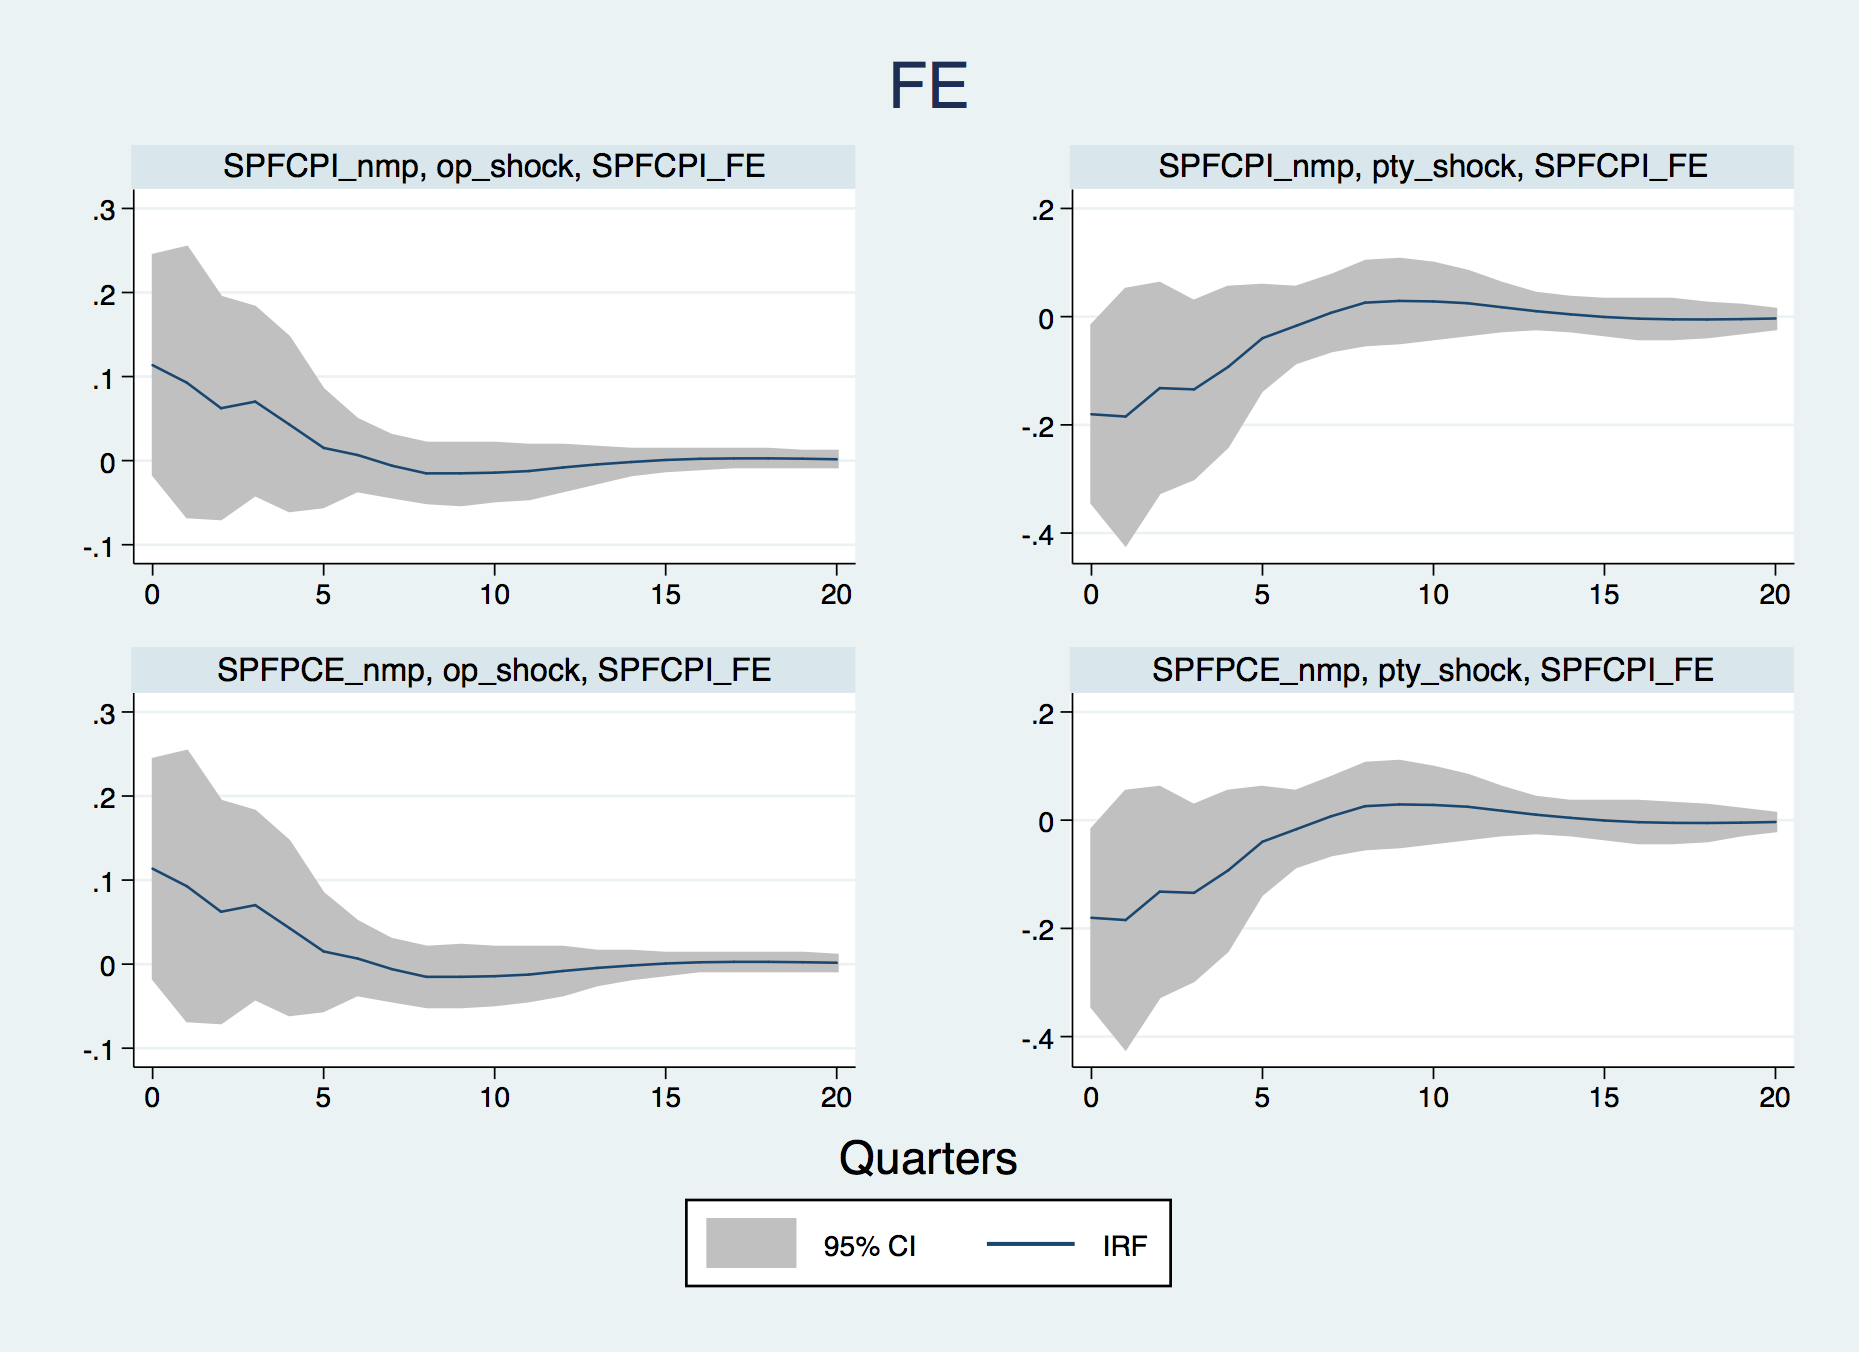 FE
SPFCPI_nmp, op_shock, SPFCPI_FE
.3
.2
.1
0
-.1
0 5 10 15 20
SPFCPI_nmp, pty_shock, SPFCPI_FE
.2
0
-.2
-.4
0 5 10 15 20
SPFPCE_nmp, op_shock, SPFCPI_FE
.3
.2
.1
0
-.1
0 5 10 15 20
SPFPCE_nmp, pty_shock, SPFCPI_FE
.2
0
-.2
-.4
0 5 10 15 20
Quarters
95% CI IRF